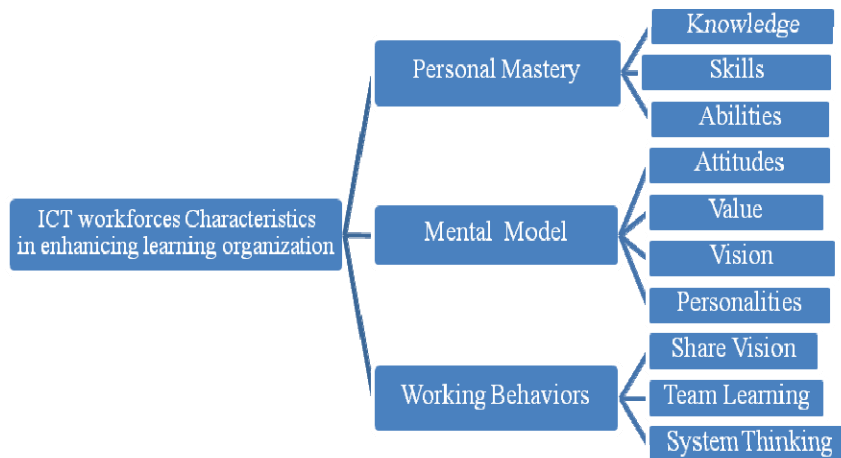 ICT workforces Characteristics
in enhanicing learning organization
Personal Mastery
Knowledge
Skills
Abilities
Mental Model
Attitudes
Value
Vision
Personalities
Working Behaviors
Share Vision
Team Learning
System Thinking